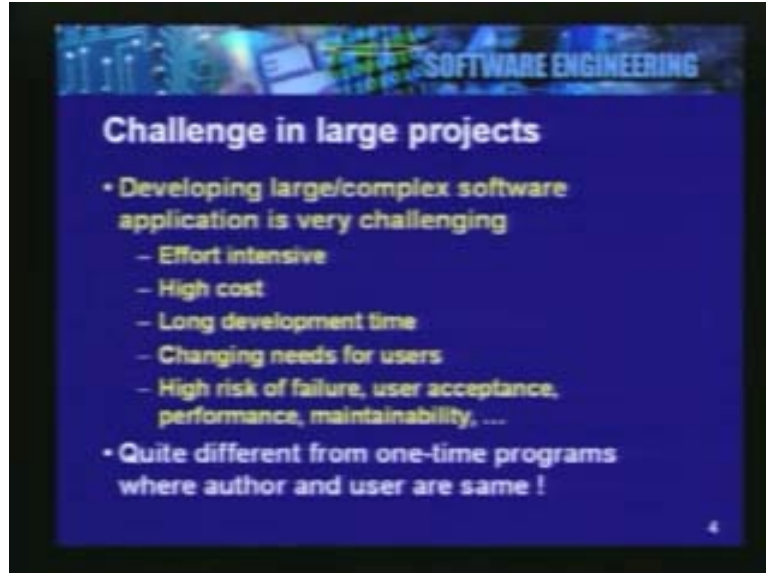 SOFTWARE ENGINEERING
Challenge in large projects
• Developing large/complex software
application is very challenging
– Effort intensive
– High cost
– Long development time
– Changing needs for users
– High risk of failure, user acceptance,
performance, maintainability, ...
• Quite different from one-time programs
where author and user are same !
4